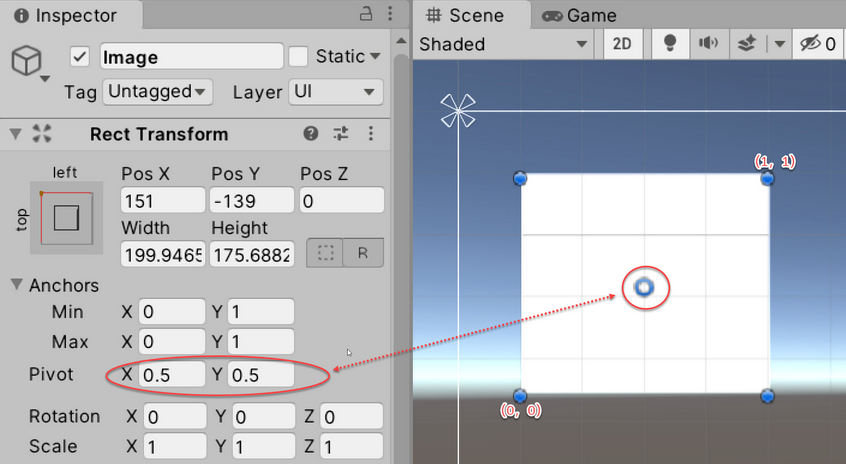 Inspector
Scene
Game
Image
Static
Shaded
2D
0
Tag Untagged Layer UI
Rect Transform
left
top
Pos X Pos Y Pos Z
151 -139 0
Width Height
199.9465 175.6882 R
Anchors
Min X 0 Y 1
Max X 0 Y 1
Pivot X 0.5 Y 0.5
Rotation X 0 Y 0 Z 0
Scale X 1 Y 1 Z 1
(1, 1)
(0, 0)